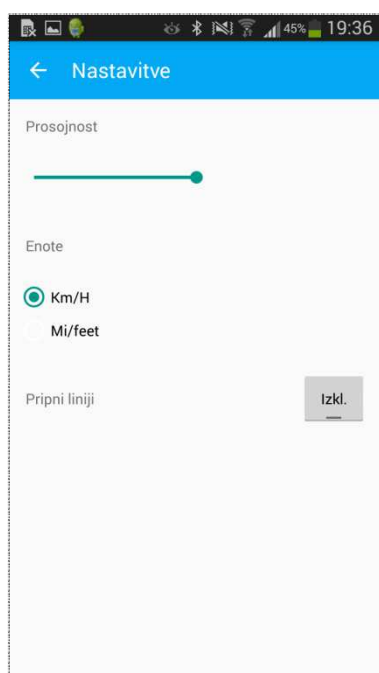 45% 19:36
Nastavitve
Prosojnost
Enote
Km/H
Mi/feet
Pripni liniji Izkl.